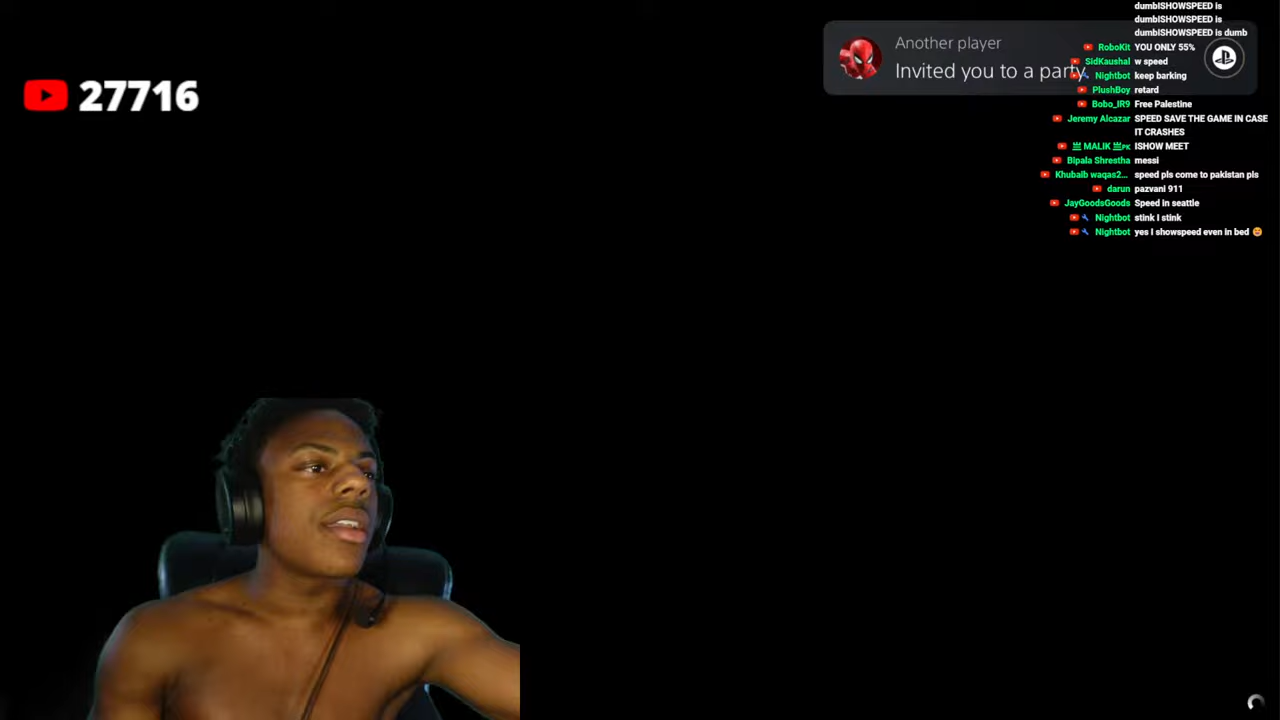 dumbISHOWSPEED is
dumbISHOWSPEED is
dumbISHOWSPEED is dumb
Another player
Invited you to a party.
27716
RoboKit YOU ONLY 55%
SidKaushal w speed
Nightbot keep barking
PlushBoy retard
Bobo_IR9 Free Palestine
Jeremy Alcazar SPEED SAVE THE GAME IN CASE
IT CRASHES
MALIK PK ISHOW MEET
Bipala Shrestha messi
Khubaib waqas2... speed pls come to pakistan pls
darun pazvani 911
JayGoodsGoods Speed in seattle
Nightbot stink I stink
Nightbot yes I showspeed even in bed 😍